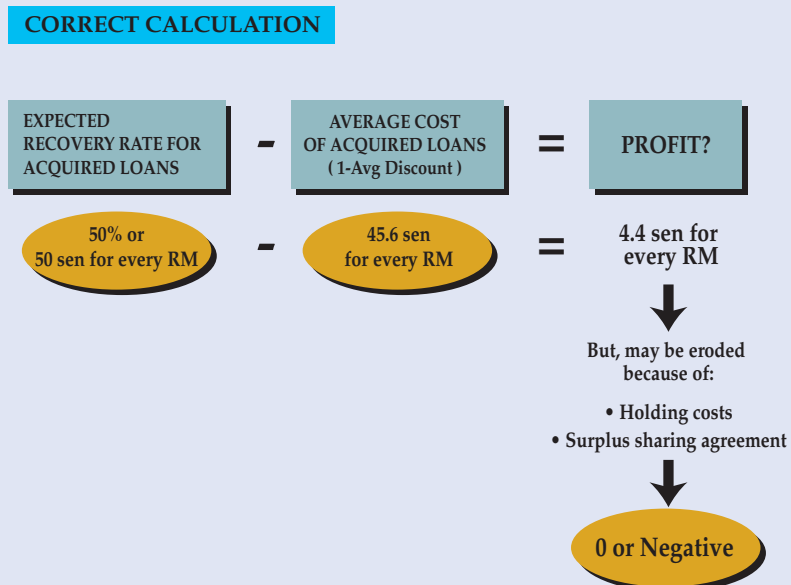 CORRECT CALCULATION
EXPECTED
RECOVERY RATE FOR
ACQUIRED LOANS
-
AVERAGE COST
OF ACQUIRED LOANS
( 1-Avg Discount )
=
PROFIT?
50% or
50 sen for every RM
-
45.6 sen
for every RM
=
4.4 sen for
every RM
But, may be eroded
because of:
• Holding costs
• Surplus sharing agreement
0 or Negative